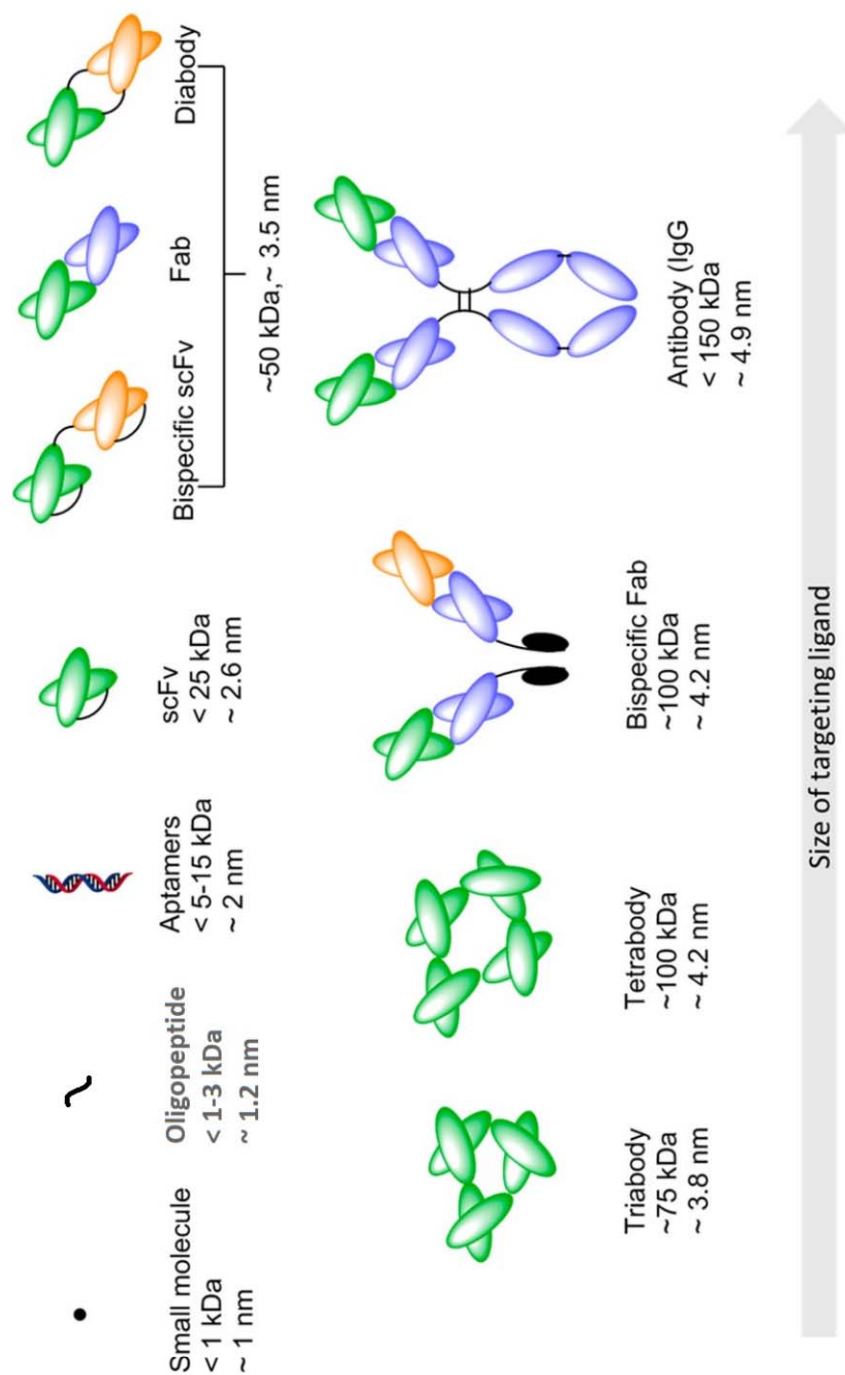 Small molecule
< 1 kDa
~ 1 nm
Oligopeptide
< 1-3 kDa
~ 1.2 nm
Aptamers
< 5-15 kDa
~ 2 nm
scFv
< 25 kDa
~ 2.6 nm
Bispecific scFv
Fab
Diabody
~50 kDa,~ 3.5 nm
Triabody
~75 kDa
~ 3.8 nm
Tetrabody
~100 kDa
~ 4.2 nm
Bispecific Fab
~100 kDa
~ 4.2 nm
Antibody (IgG
< 150 kDa
~ 4.9 nm
Size of targeting ligand